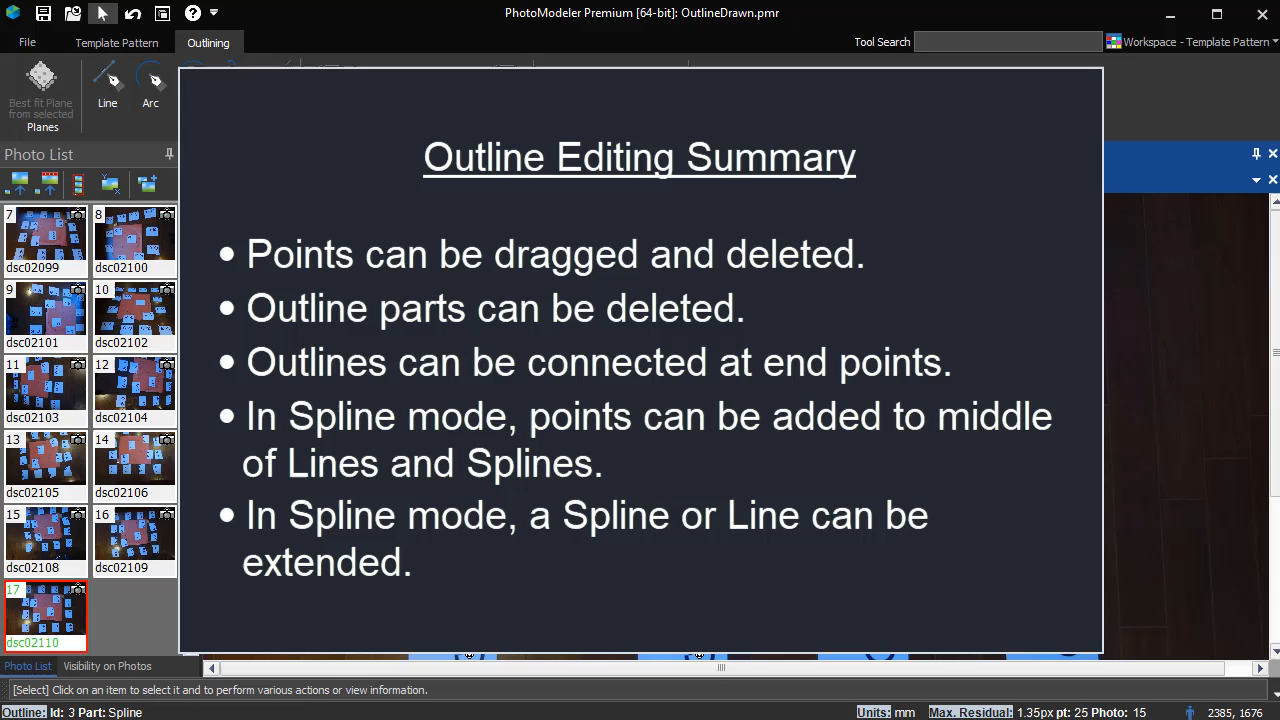 PhotoModeler Premium [64-bit]: OutlineDrawn.pmr
File Template Pattern Outlining Tool Search Workspace - Template Pattern
Best fit Plane
from selected
Planes
Line
Arc
Photo List
7
dsc02099
8
dsc02100
9
dsc02101
10
dsc02102
11
dsc02103
12
dsc02104
13
dsc02105
14
dsc02106
15
dsc02108
16
dsc02109
17
dsc02110
Outline Editing Summary
• Points can be dragged and deleted.
• Outline parts can be deleted.
• Outlines can be connected at end points.
• In Spline mode, points can be added to middle
of Lines and Splines.
• In Spline mode, a Spline or Line can be
extended.
Photo List Visibility on Photos
[Select] Click on an item to select it and to perform various actions or view information.
Outline: Id: 3 Part: Spline Units: mm Max. Residual: 1.35px pt: 25 Photo: 15 2385, 1676